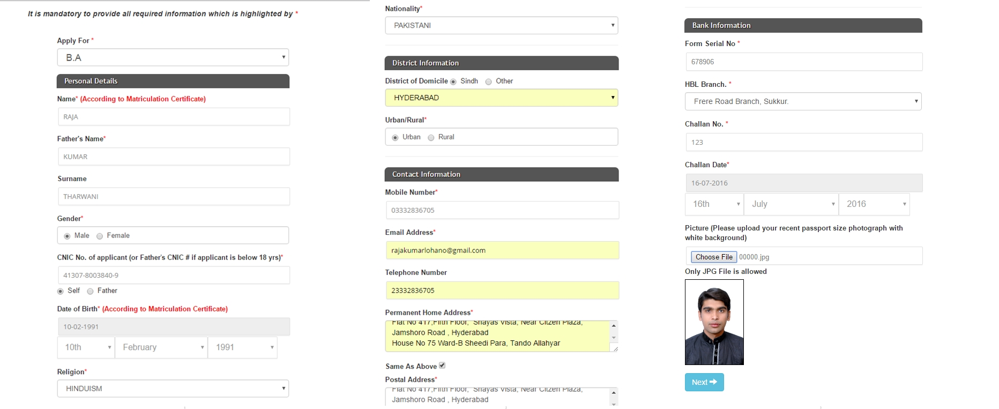 It is mandatory to provide all required information which is highlighted by *
Apply For *
B.A
Personal Details
Name* (According to Matriculation Certificate)
RAJA
Father's Name*
KUMAR
Surname
THARWANI
Gender*
Male Female
CNIC No. of applicant (or Father's CNIC # if applicant is below 18 yrs)*
41307-8003840-9
Self Father
Date of Birth* (According to Matriculation Certificate)
10-02-1991
10th February 1991
Religion*
HINDUISM
Nationality*
PAKISTANI
District Information
District of Domicile Sindh Other
HYDERABAD
Urban/Rural*
Urban Rural
Contact Information
Mobile Number*
03332836705
Email Address*
rajakumarlohano@gmail.com
Telephone Number
23332836705
Permanent Home Address*
Flat No 417,Fifth Floor, Shayas Vista, Near Citzen Plaza,
Jamshoro Road , Hyderabad
House No 75 Ward-B Sheedi Para, Tando Allahyar
Same As Above
Postal Address*
Flat No 417,Fifth Floor, Shayas Vista, Near Citzen Plaza,
Jamshoro Road , Hyderabad
Bank Information
Form Serial No *
678906
HBL Branch. *
Frere Road Branch, Sukkur.
Challan No. *
123
Challan Date*
16-07-2016
16th July 2016
Picture (Please upload your recent passport size photograph with
white background)
Choose File 00000.jpg
Only JPG File is allowed
Next